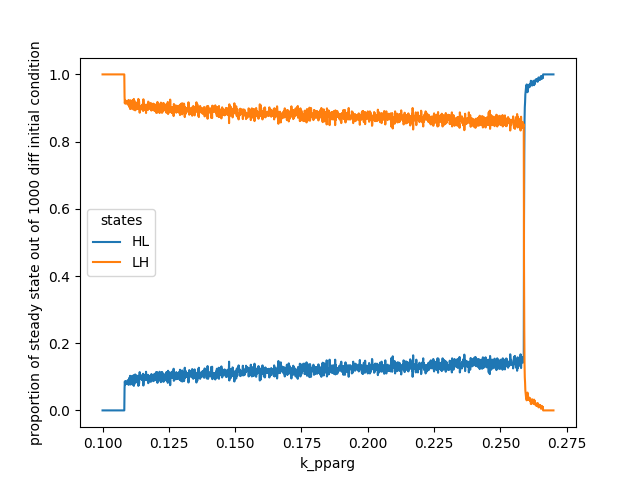 proportion of steady state out of 1000 diff initial condition
1.0
0.8
0.6
0.4
0.2
0.0
states
HL
LH
0.100 0.125 0.150 0.175 0.200 0.225 0.250 0.275
k_pparg